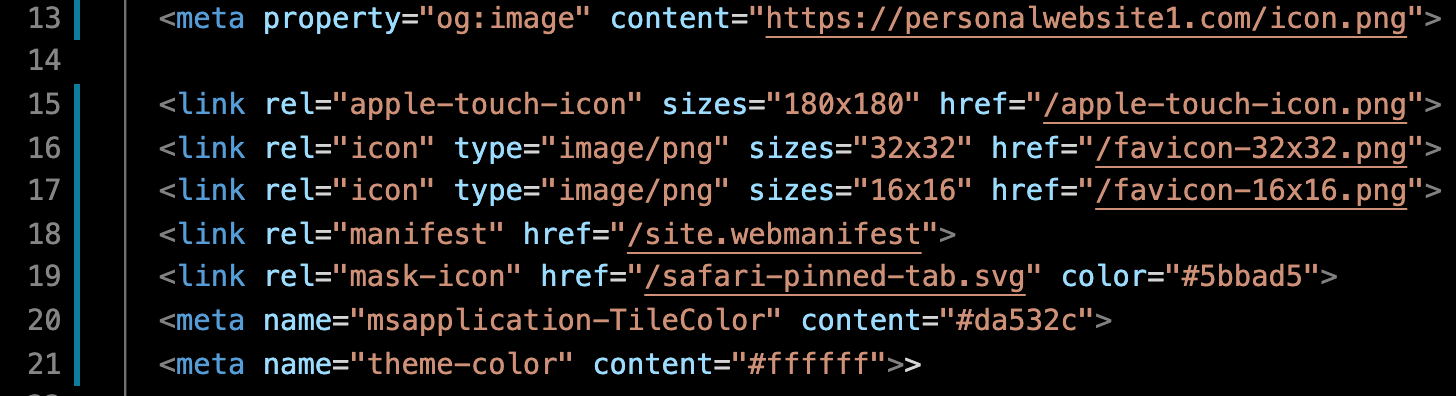 13 <meta property="og:image" content="https://personalwebsite1.com/icon.png">
14
15 <link rel="apple-touch-icon" sizes="180x180" href="/apple-touch-icon.png">
16 <link rel="icon" type="image/png" sizes="32x32" href="/favicon-32x32.png">
17 <link rel="icon" type="image/png" sizes="16x16" href="/favicon-16x16.png">
18 <link rel="manifest" href="/site.webmanifest">
19 <link rel="mask-icon" href="/safari-pinned-tab.svg" color="#5bbad5">
20 <meta name="msapplication-TileColor" content="#da532c">
21 <meta name="theme-color" content="#ffffff">>